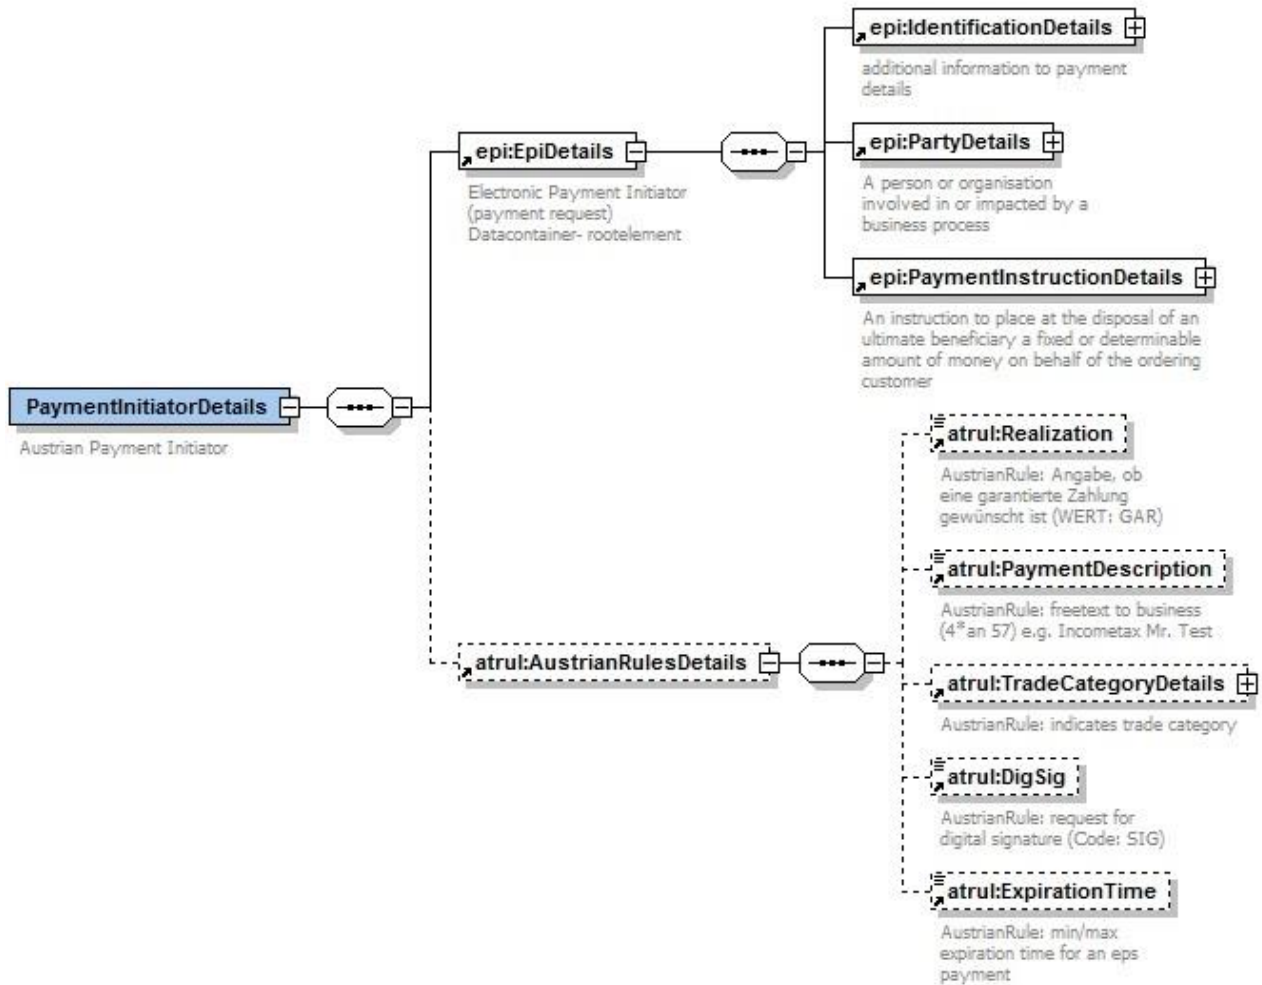 epi:IdentificationDetails
additional information to payment
details
epi:EpiDetails
Electronic Payment Initiator
(payment request)
Datacontainer- rootelement
epi:PartyDetails
A person or organisation
involved in or impacted by a
business process
epi:PaymentInstructionDetails
An instruction to place at the disposal of an
ultimate beneficiary a fixed or determinable
amount of money on behalf of the ordering
customer
PaymentInitiatorDetails
Austrian Payment Initiator
atrul:AustrianRulesDetails
atrul:Realization
AustrianRule: Angabe, ob
eine garantierte Zahlung
gewünscht ist (WERT: GAR)
atrul:PaymentDescription
AustrianRule: freetext to business
(4*an 57) e.g. Incometax Mr. Test
atrul:TradeCategoryDetails
AustrianRule: indicates trade category
atrul:DigSig
AustrianRule: request for
digital signature (Code: SIG)
atrul:ExpirationTime
AustrianRule: min/max
expiration time for an eps
payment